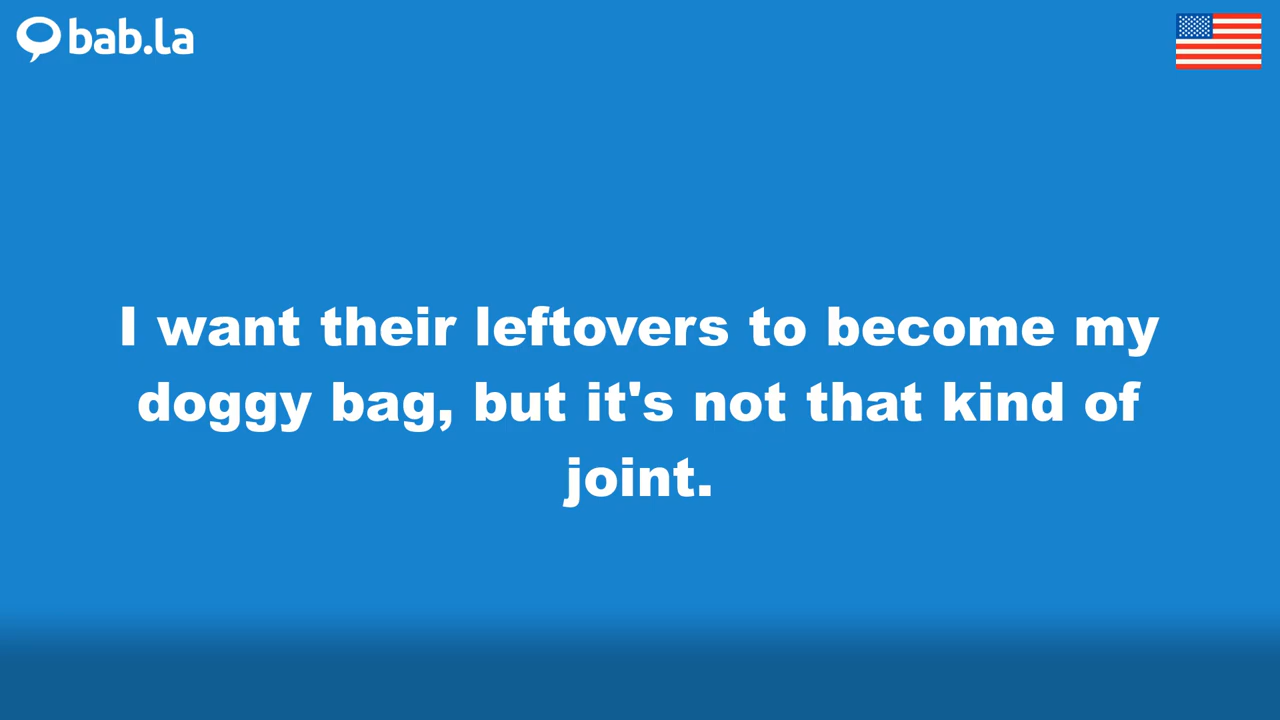 bab.la
I want their leftovers to become my
doggy bag, but it's not that kind of
joint.